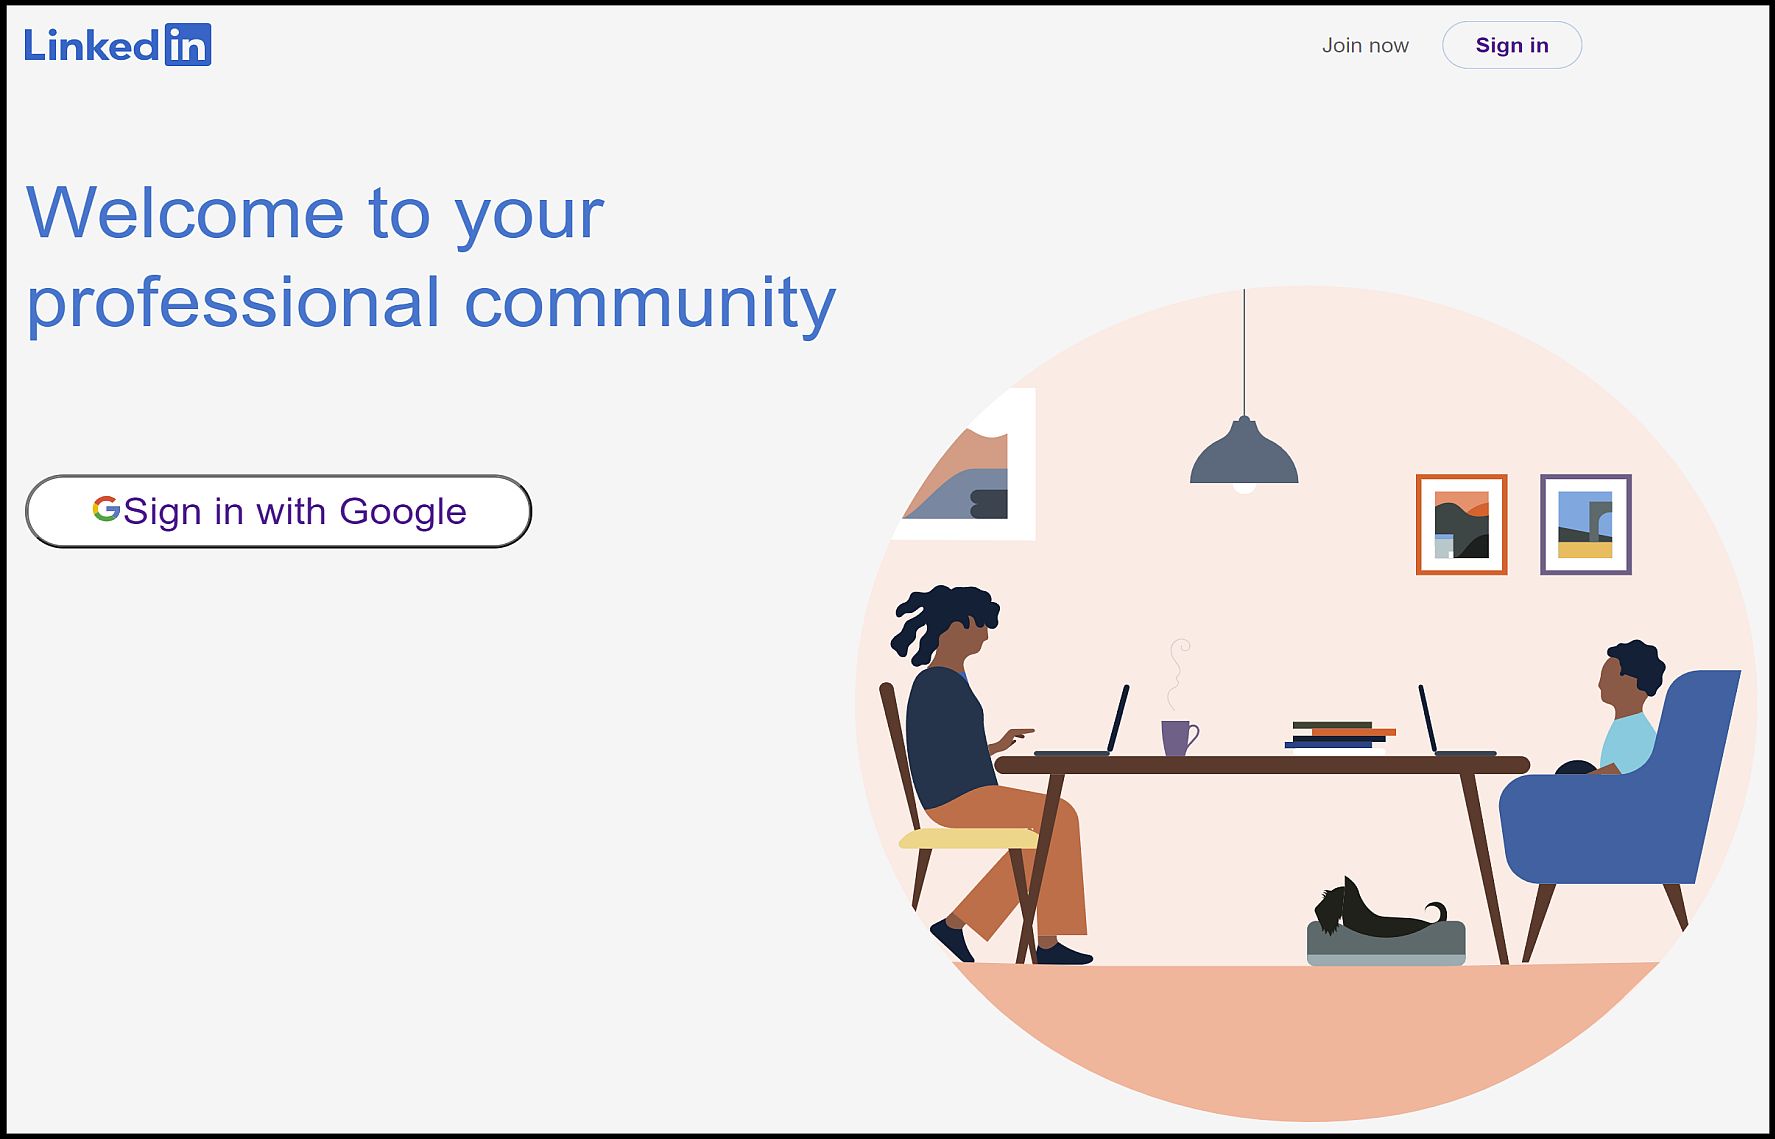 Linkedin
Join now
Sign in
Welcome to your
professional community
Sign in with Google